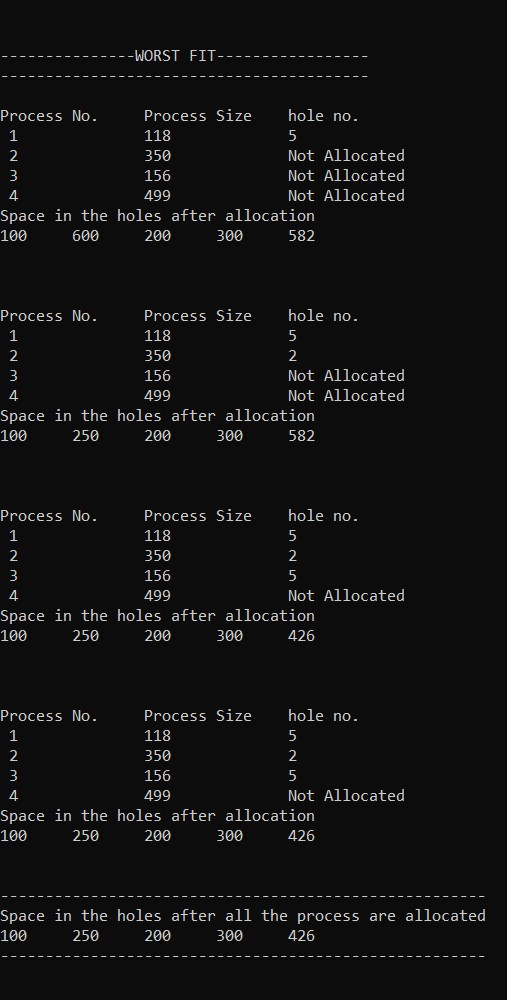 ---------------WORST FIT-----------------
-----------------------------------------
Process No.     Process Size    hole no.
 1              118             5
 2              350             Not Allocated
 3              156             Not Allocated
 4              499             Not Allocated
Space in the holes after allocation
100     600     200     300     582
Process No.     Process Size    hole no.
 1              118             5
 2              350             2
 3              156             Not Allocated
 4              499             Not Allocated
Space in the holes after allocation
100     250     200     300     582
Process No.     Process Size    hole no.
 1              118             5
 2              350             2
 3              156             5
 4              499             Not Allocated
Space in the holes after allocation
100     250     200     300     426
Process No.     Process Size    hole no.
 1              118             5
 2              350             2
 3              156             5
 4              499             Not Allocated
Space in the holes after allocation
100     250     200     300     426
------------------------------------------------------
Space in the holes after all the process are allocated
100     250     200     300     426
------------------------------------------------------